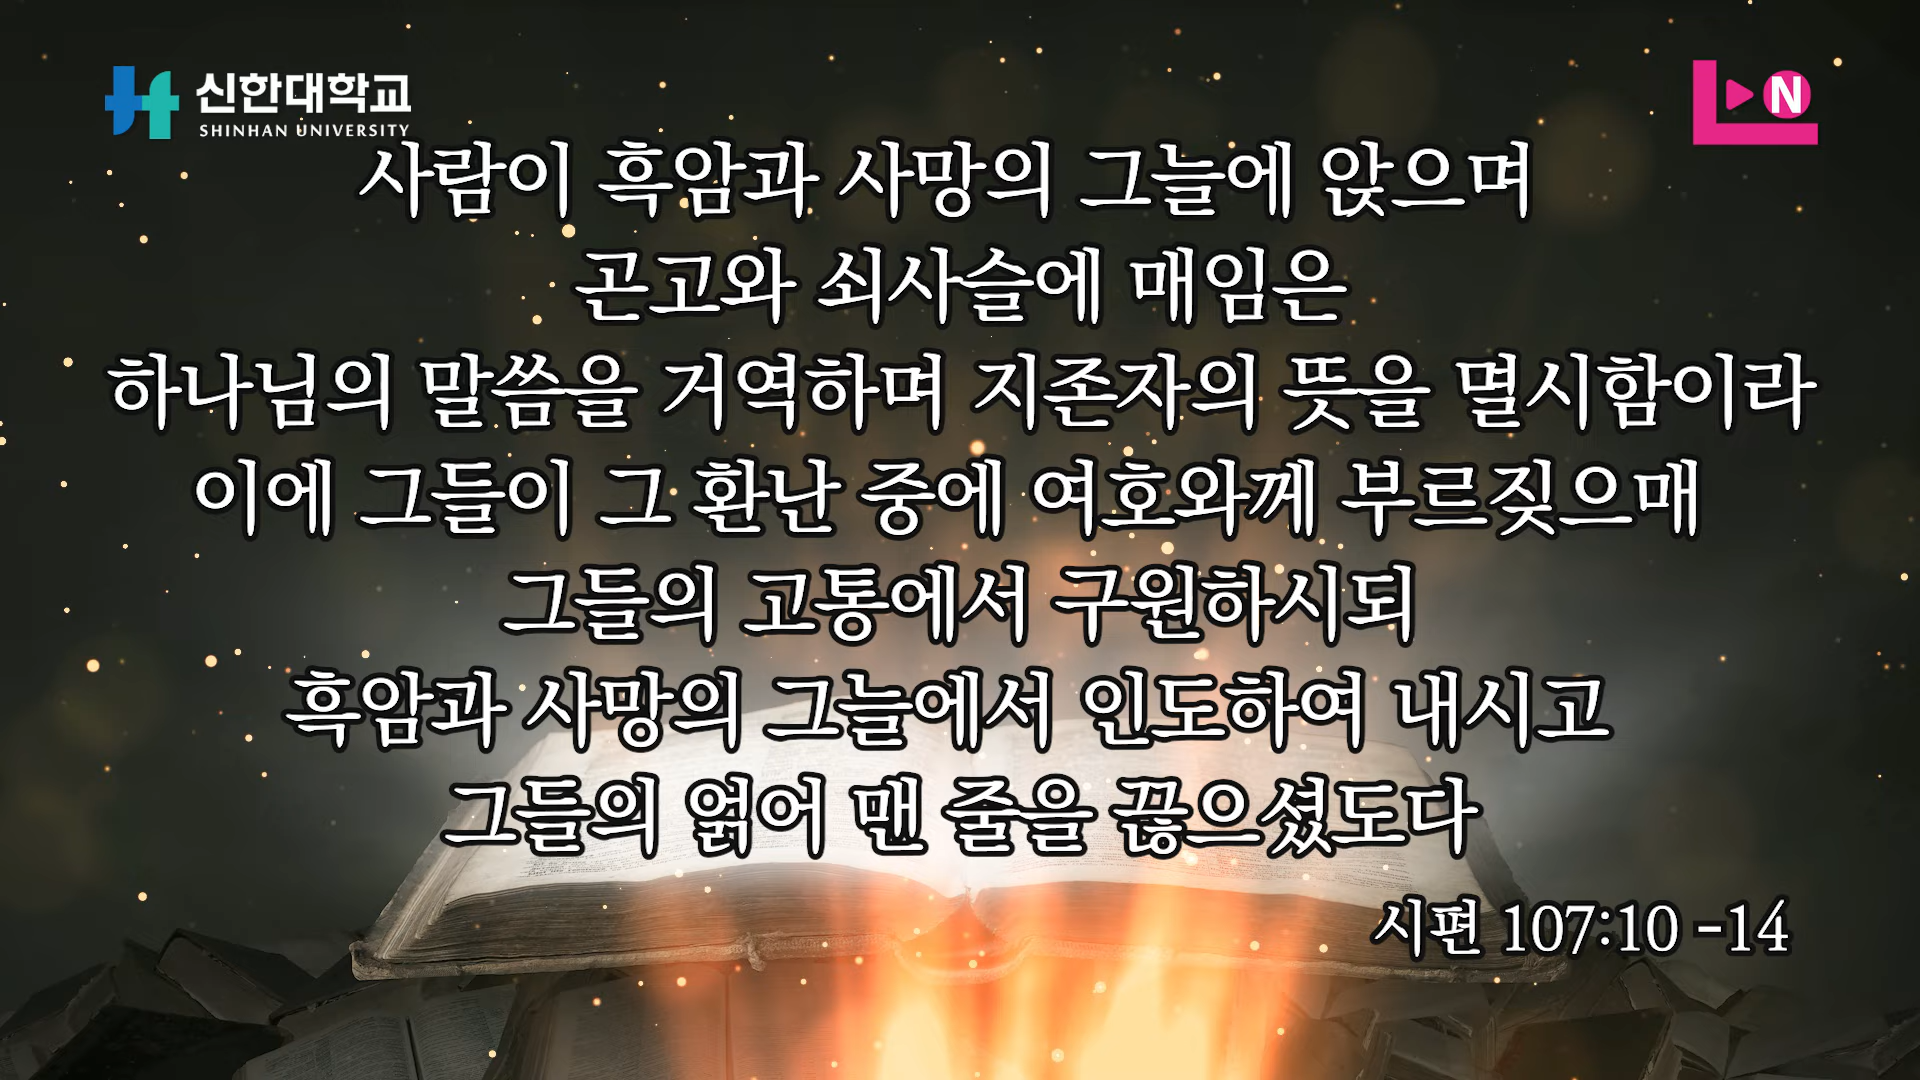 신한대학교
SHINHAN UNIVERSITY
N
사람이 흑암과 사망의 그늘에 앉으며
곤고와 쇠사슬에 매임은
하나님의 말씀을 거역하며 지존자의 뜻을 멸시함이라
이에 그들이 그 환난 중에 여호와께 부르짖으매
그들의 고통에서 구원하시되
흑암과 사망의 그늘에서 인도하여 내시고
그들의 얽어 맨 줄을 끊으셨도다
시편 107:10 -14